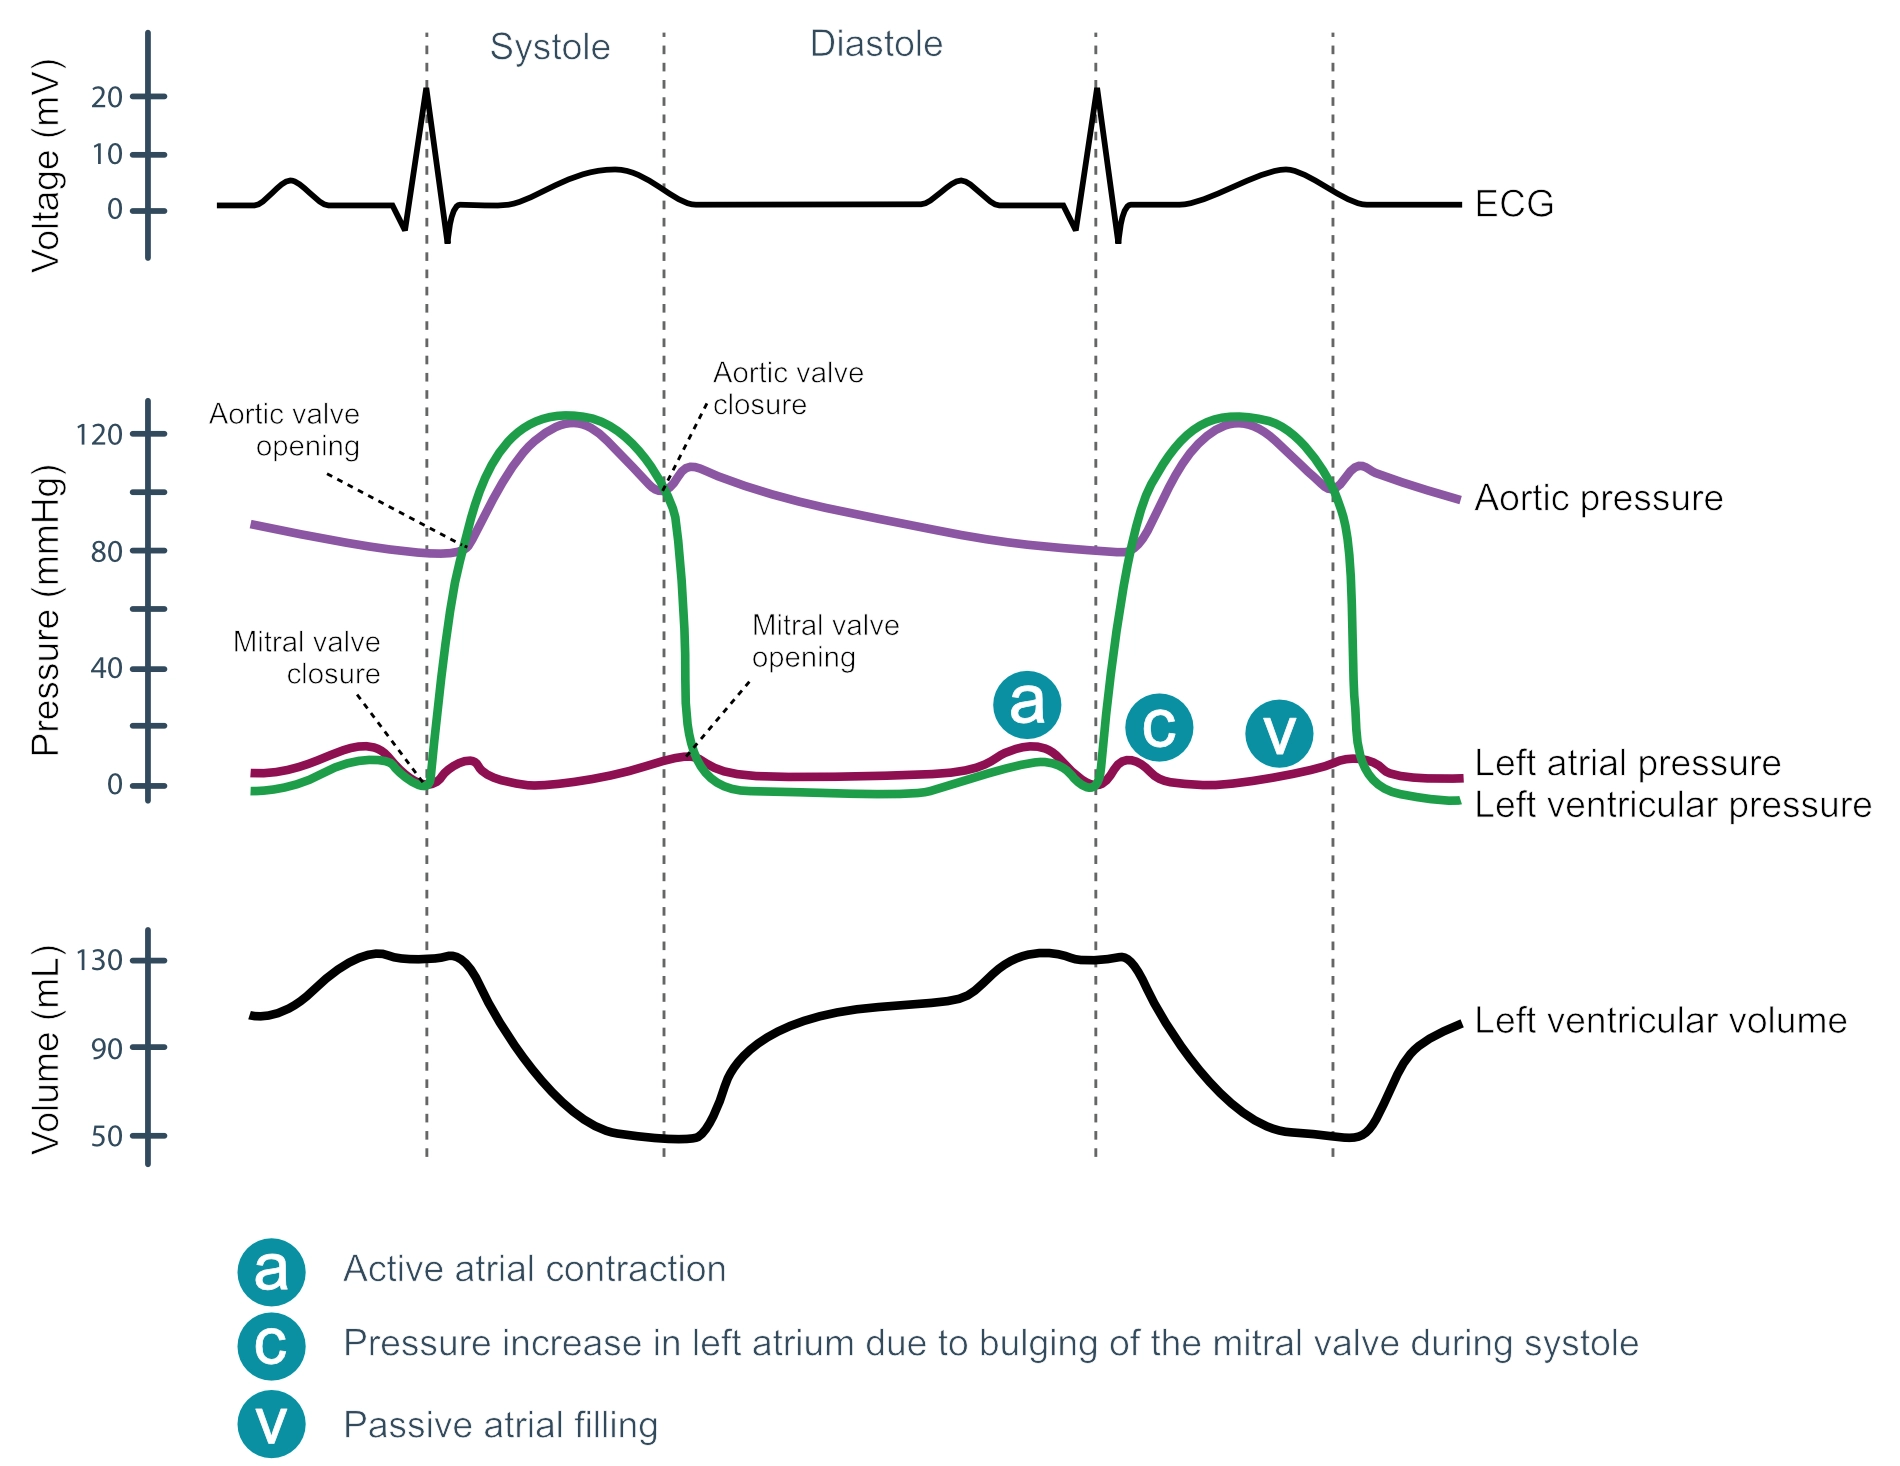 Systole
Diastole
Voltage (mV)
20
10
0
ECG
Aortic valve
closure
Aortic valve
opening
Pressure (mmHg)
120
80
40
0
Aortic pressure
Mitral valve
closure
Mitral valve
opening
a
c
v
Left atrial pressure
Left ventricular pressure
Volume (mL)
130
90
50
Left ventricular volume
a Active atrial contraction
c Pressure increase in left atrium due to bulging of the mitral valve during systole
v Passive atrial filling